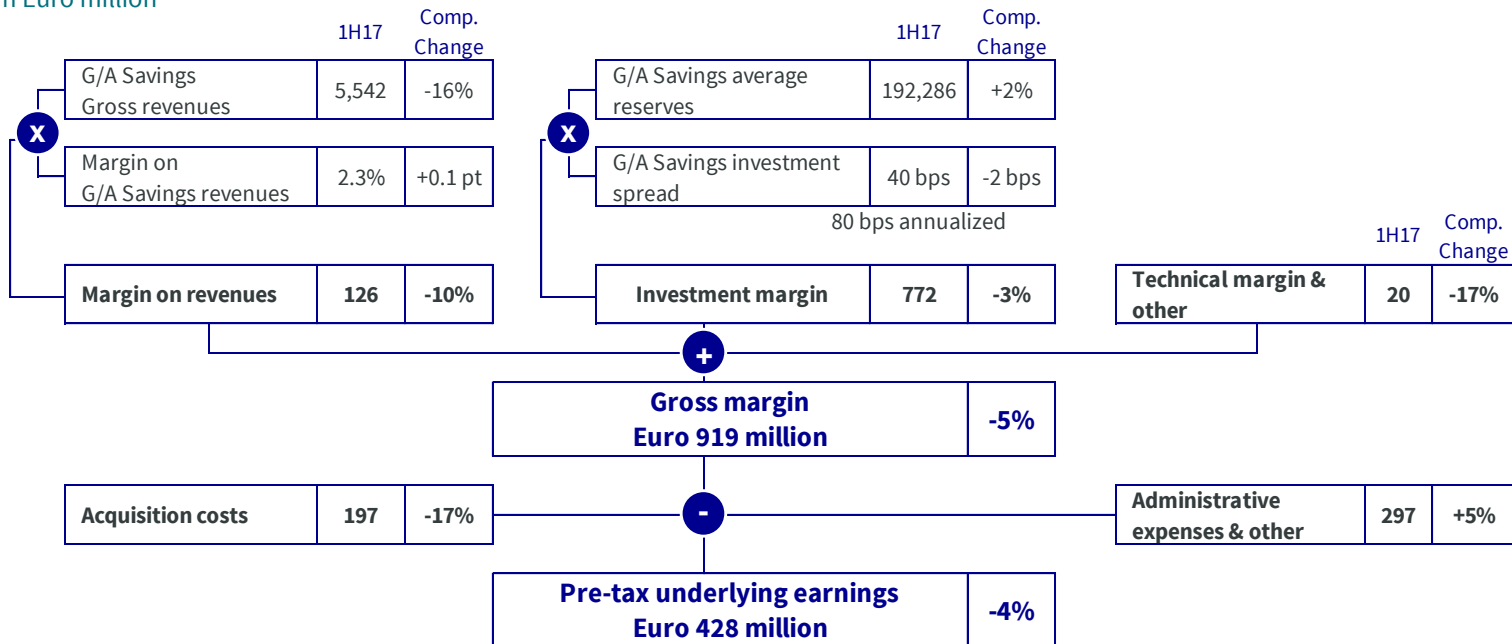 n Euro million
1H17
Comp.
Change
1H17
Comp.
Change
G/A Savings
Gross revenues
5,542
-16%
G/A Savings average
reserves
192,286
+2%
X
X
Margin on
G/A Savings revenues
2.3%
+0.1 pt
G/A Savings investment
spread
40 bps
-2 bps
80 bps annualized
1H17
Comp.
Change
Margin on revenues
126
-10%
Investment margin
772
-3%
Technical margin &
other
20
-17%
+
Gross margin
Euro 919 million
-5%
Acquisition costs
197
-17%
-
Administrative
expenses & other
297
+5%
Pre-tax underlying earnings
Euro 428 million
-4%